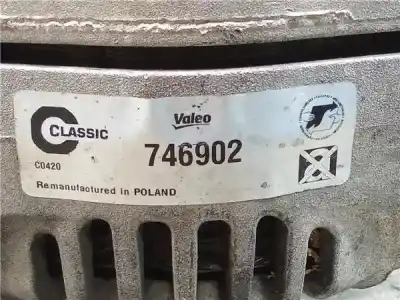 C CLASSIC
Valeo
746902
C0420
Remanufactured in POLAND